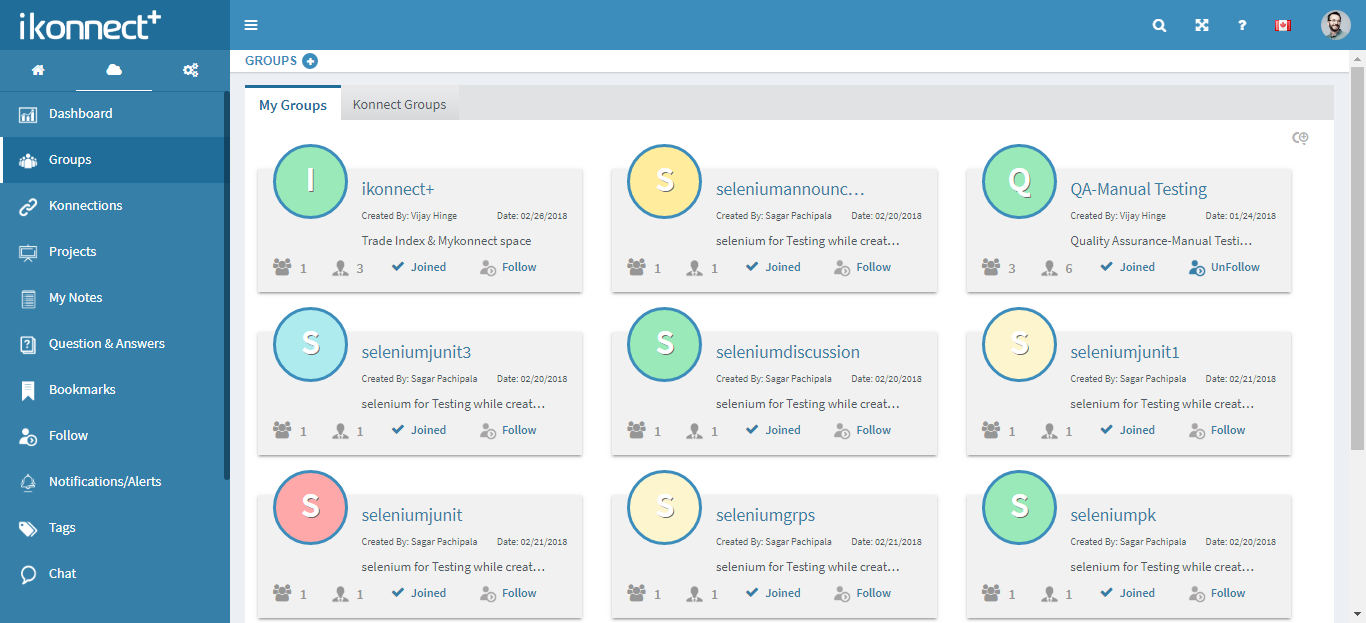 ikonnect+
GROUPS
Dashboard
Groups
Konnections
Projects
My Notes
Question & Answers
Bookmarks
Follow
Notifications/Alerts
Tags
Chat
My Groups
Konnect Groups
I
ikonnect+
Created By: Vijay Hinge Date: 02/26/2018
Trade Index & Mykonnect space
1 3 Joined Follow
S
seleniumannounc...
Created By: Sagar Pachipala Date: 02/20/2018
selenium for Testing while creat...
1 1 Joined Follow
Q
QA-Manual Testing
Created By: Vijay Hinge Date: 01/24/2018
Quality Assurance-Manual Testi...
3 6 Joined UnFollow
S
seleniumjunit3
Created By: Sagar Pachipala Date: 02/20/2018
selenium for Testing while creat...
1 1 Joined Follow
S
seleniumdiscussion
Created By: Sagar Pachipala Date: 02/20/2018
selenium for Testing while creat...
1 1 Joined Follow
S
seleniumjunit1
Created By: Sagar Pachipala Date: 02/21/2018
selenium for Testing while creat...
1 1 Joined Follow
S
seleniumjunit
Created By: Sagar Pachipala Date: 02/21/2018
selenium for Testing while creat...
1 1 Joined Follow
S
seleniumgrps
Created By: Sagar Pachipala Date: 02/21/2018
selenium for Testing while creat...
1 1 Joined Follow
S
seleniumpk
Created By: Sagar Pachipala Date: 02/20/2018
selenium for Testing while creat...
1 1 Joined Follow